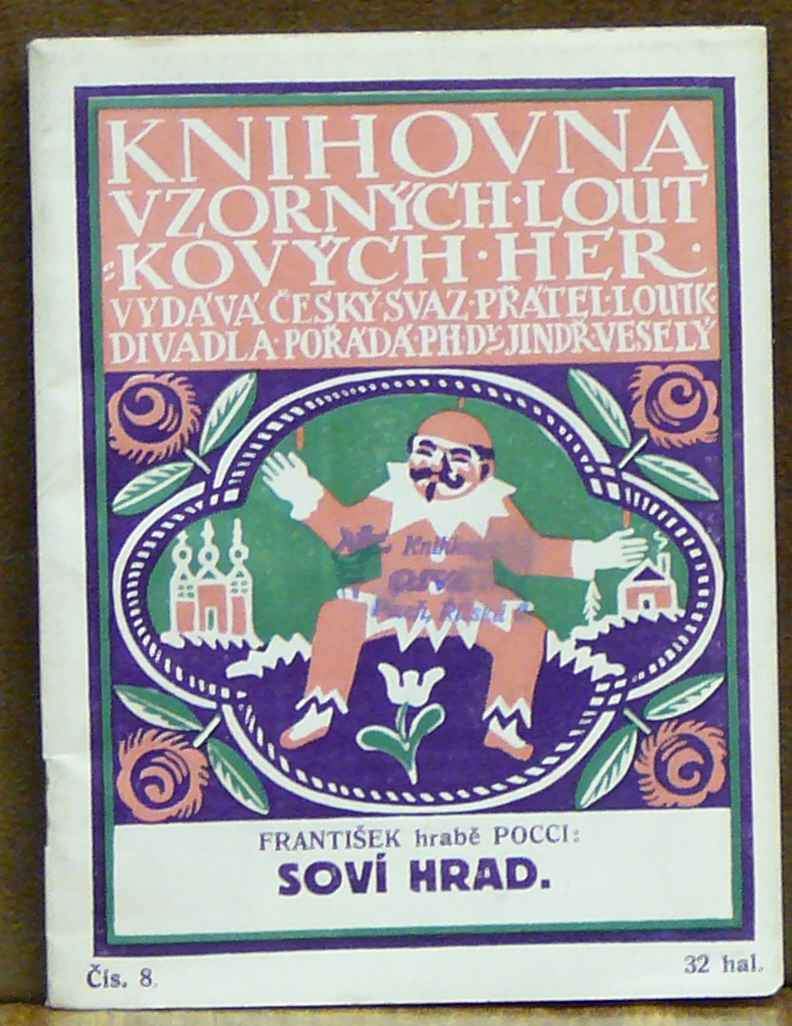 KNIHOVNA
VZORNÝCH·LOUT
=KOVÝCH·HER·
VYDÁVÁ ČESKÝ SVAZ·PŘÁTEL·LOUTK·
DIVADLA·POŘÁDÁ·PH·DR·JINDŘ·VESELÝ
FRANTIŠEK hrabě POCCI:
SOVÍ HRAD.
Čís. 8.
32 hal.